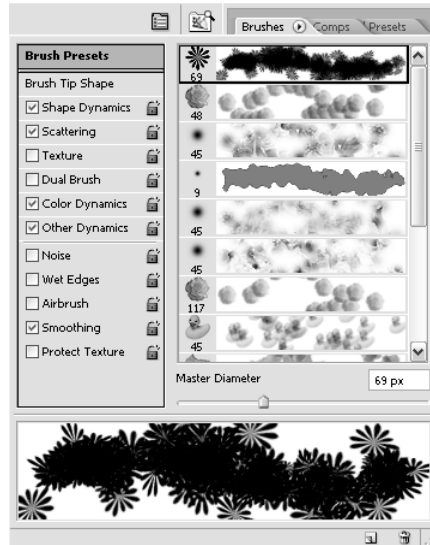 Brushes Comps Presets
Brush Presets
Brush Tip Shape
Shape Dynamics
Scattering
Texture
Dual Brush
Color Dynamics
Other Dynamics
Noise
Wet Edges
Airbrush
Smoothing
Protect Texture
69
48
45
9
45
45
117
45
Master Diameter 69 px